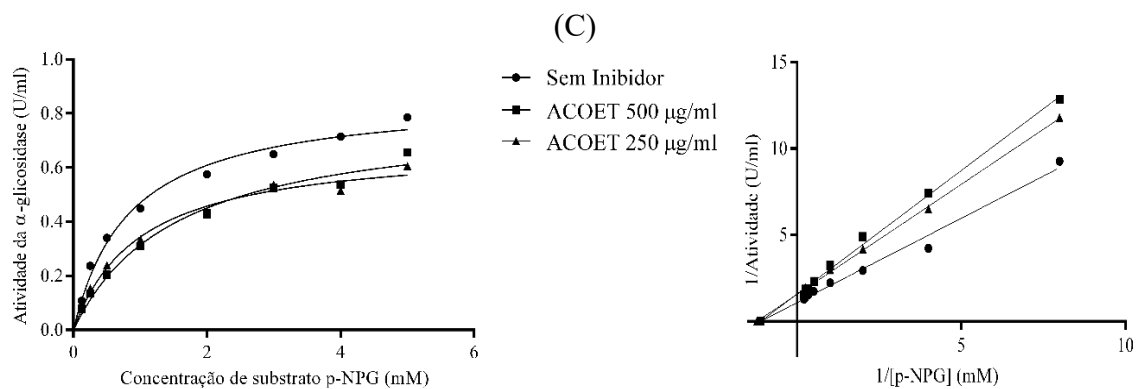 (C)
Atividade da α-glicosidase (U/ml)
1.0
0.8
0.6
0.4
0.2
0.0
0
2
4
6
Concentração de substrato p-NPG (mM)
Sem Inibidor
ACOET 500 µg/ml
ACOET 250 µg/ml
1/Atividade (U/ml)
15
10
5
5
10
1/[p-NPG] (mM)